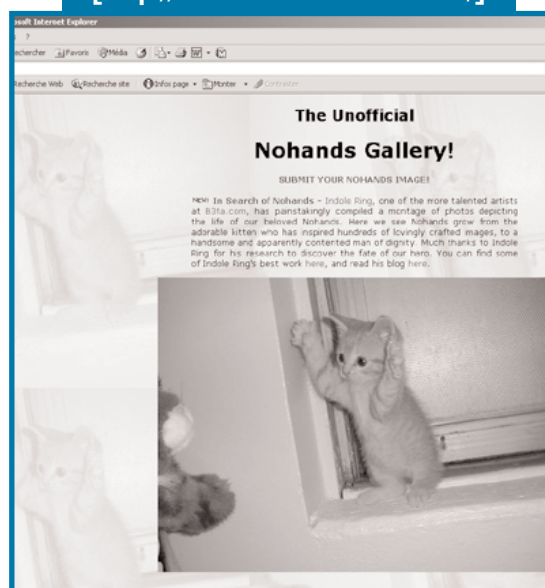 osoft Internet Explorer
?
echercher Favoris Média
Recherche Web Recherche site Infos page Monter Contraster
The Unofficial
Nohands Gallery!
SUBMIT YOUR NOHANDS IMAGE!
NEW! In Search of Nohands - Indole Ring, one of the more talented artists
at B3ta.com, has painstakingly compiled a montage of photos depicting
the life of our beloved Nohands. Here we see Nohands grow from the
adorable kitten who has inspired hundreds of lovingly crafted images, to a
handsome and apparently contented man of dignity. Much thanks to Indole
Ring for his research to discover the fate of our hero. You can find some
of Indole Ring's best work here, and read his blog here.